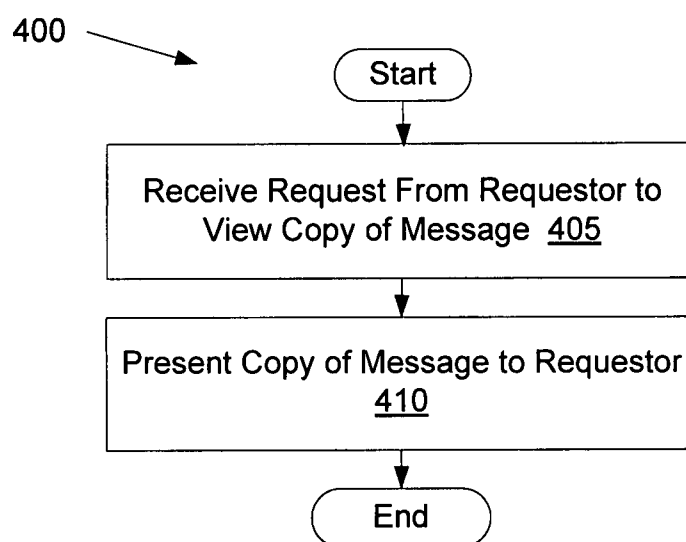 400
Start
Receive Request From Requestor to
View Copy of Message 405
Present Copy of Message to Requestor
410
End